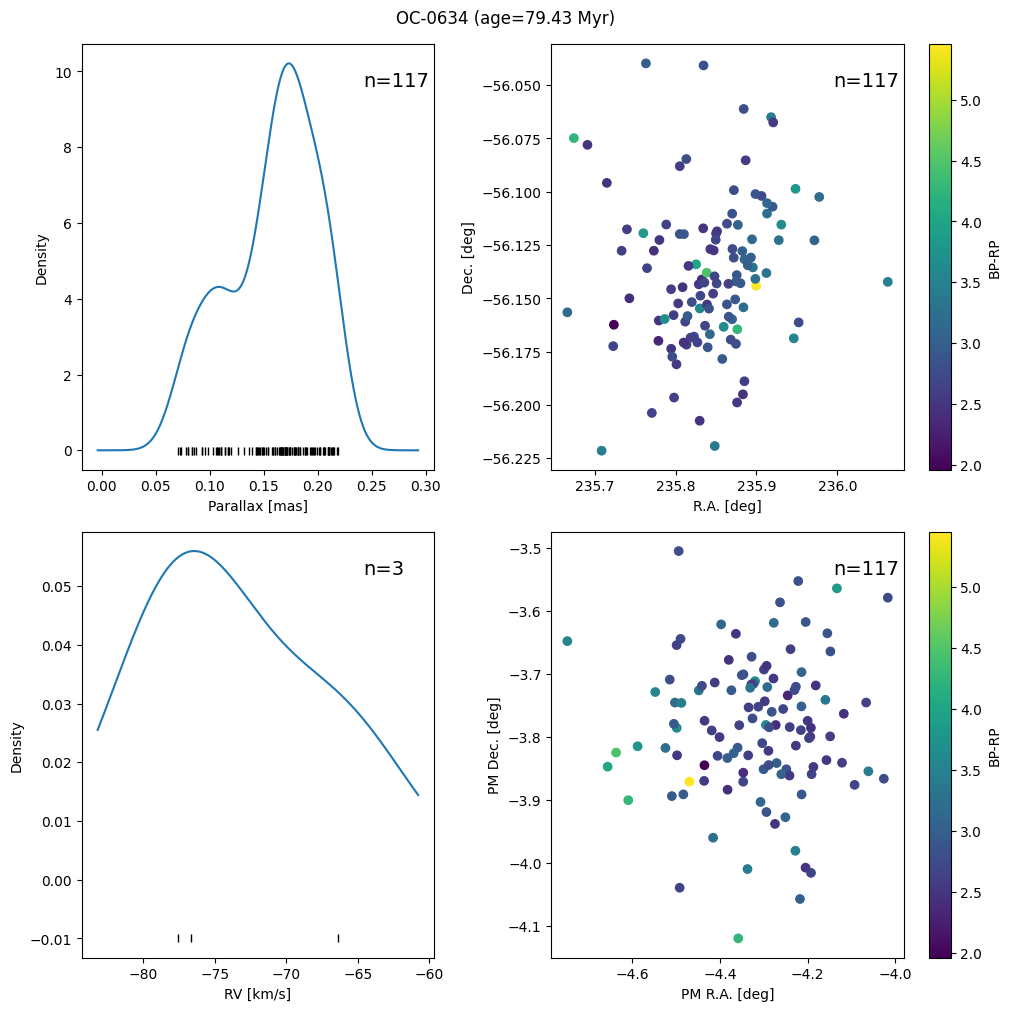 OC-0634 (age=79.43 Myr)
n=117
Density
10
8
6
4
2
0
0.00 0.05 0.10 0.15 0.20 0.25 0.30
Parallax [mas]
n=117
Dec. [deg]
−56.050
−56.075
−56.100
−56.125
−56.150
−56.175
−56.200
−56.225
235.7 235.8 235.9 236.0
R.A. [deg]
5.0
4.5
4.0
3.5
3.0
2.5
2.0
BP-RP
n=3
Density
0.05
0.04
0.03
0.02
0.01
0.00
−0.01
−80 −75 −70 −65 −60
RV [km/s]
n=117
PM Dec. [deg]
−3.5
−3.6
−3.7
−3.8
−3.9
−4.0
−4.1
−4.6 −4.4 −4.2 −4.0
PM R.A. [deg]
5.0
4.5
4.0
3.5
3.0
2.5
2.0
BP-RP